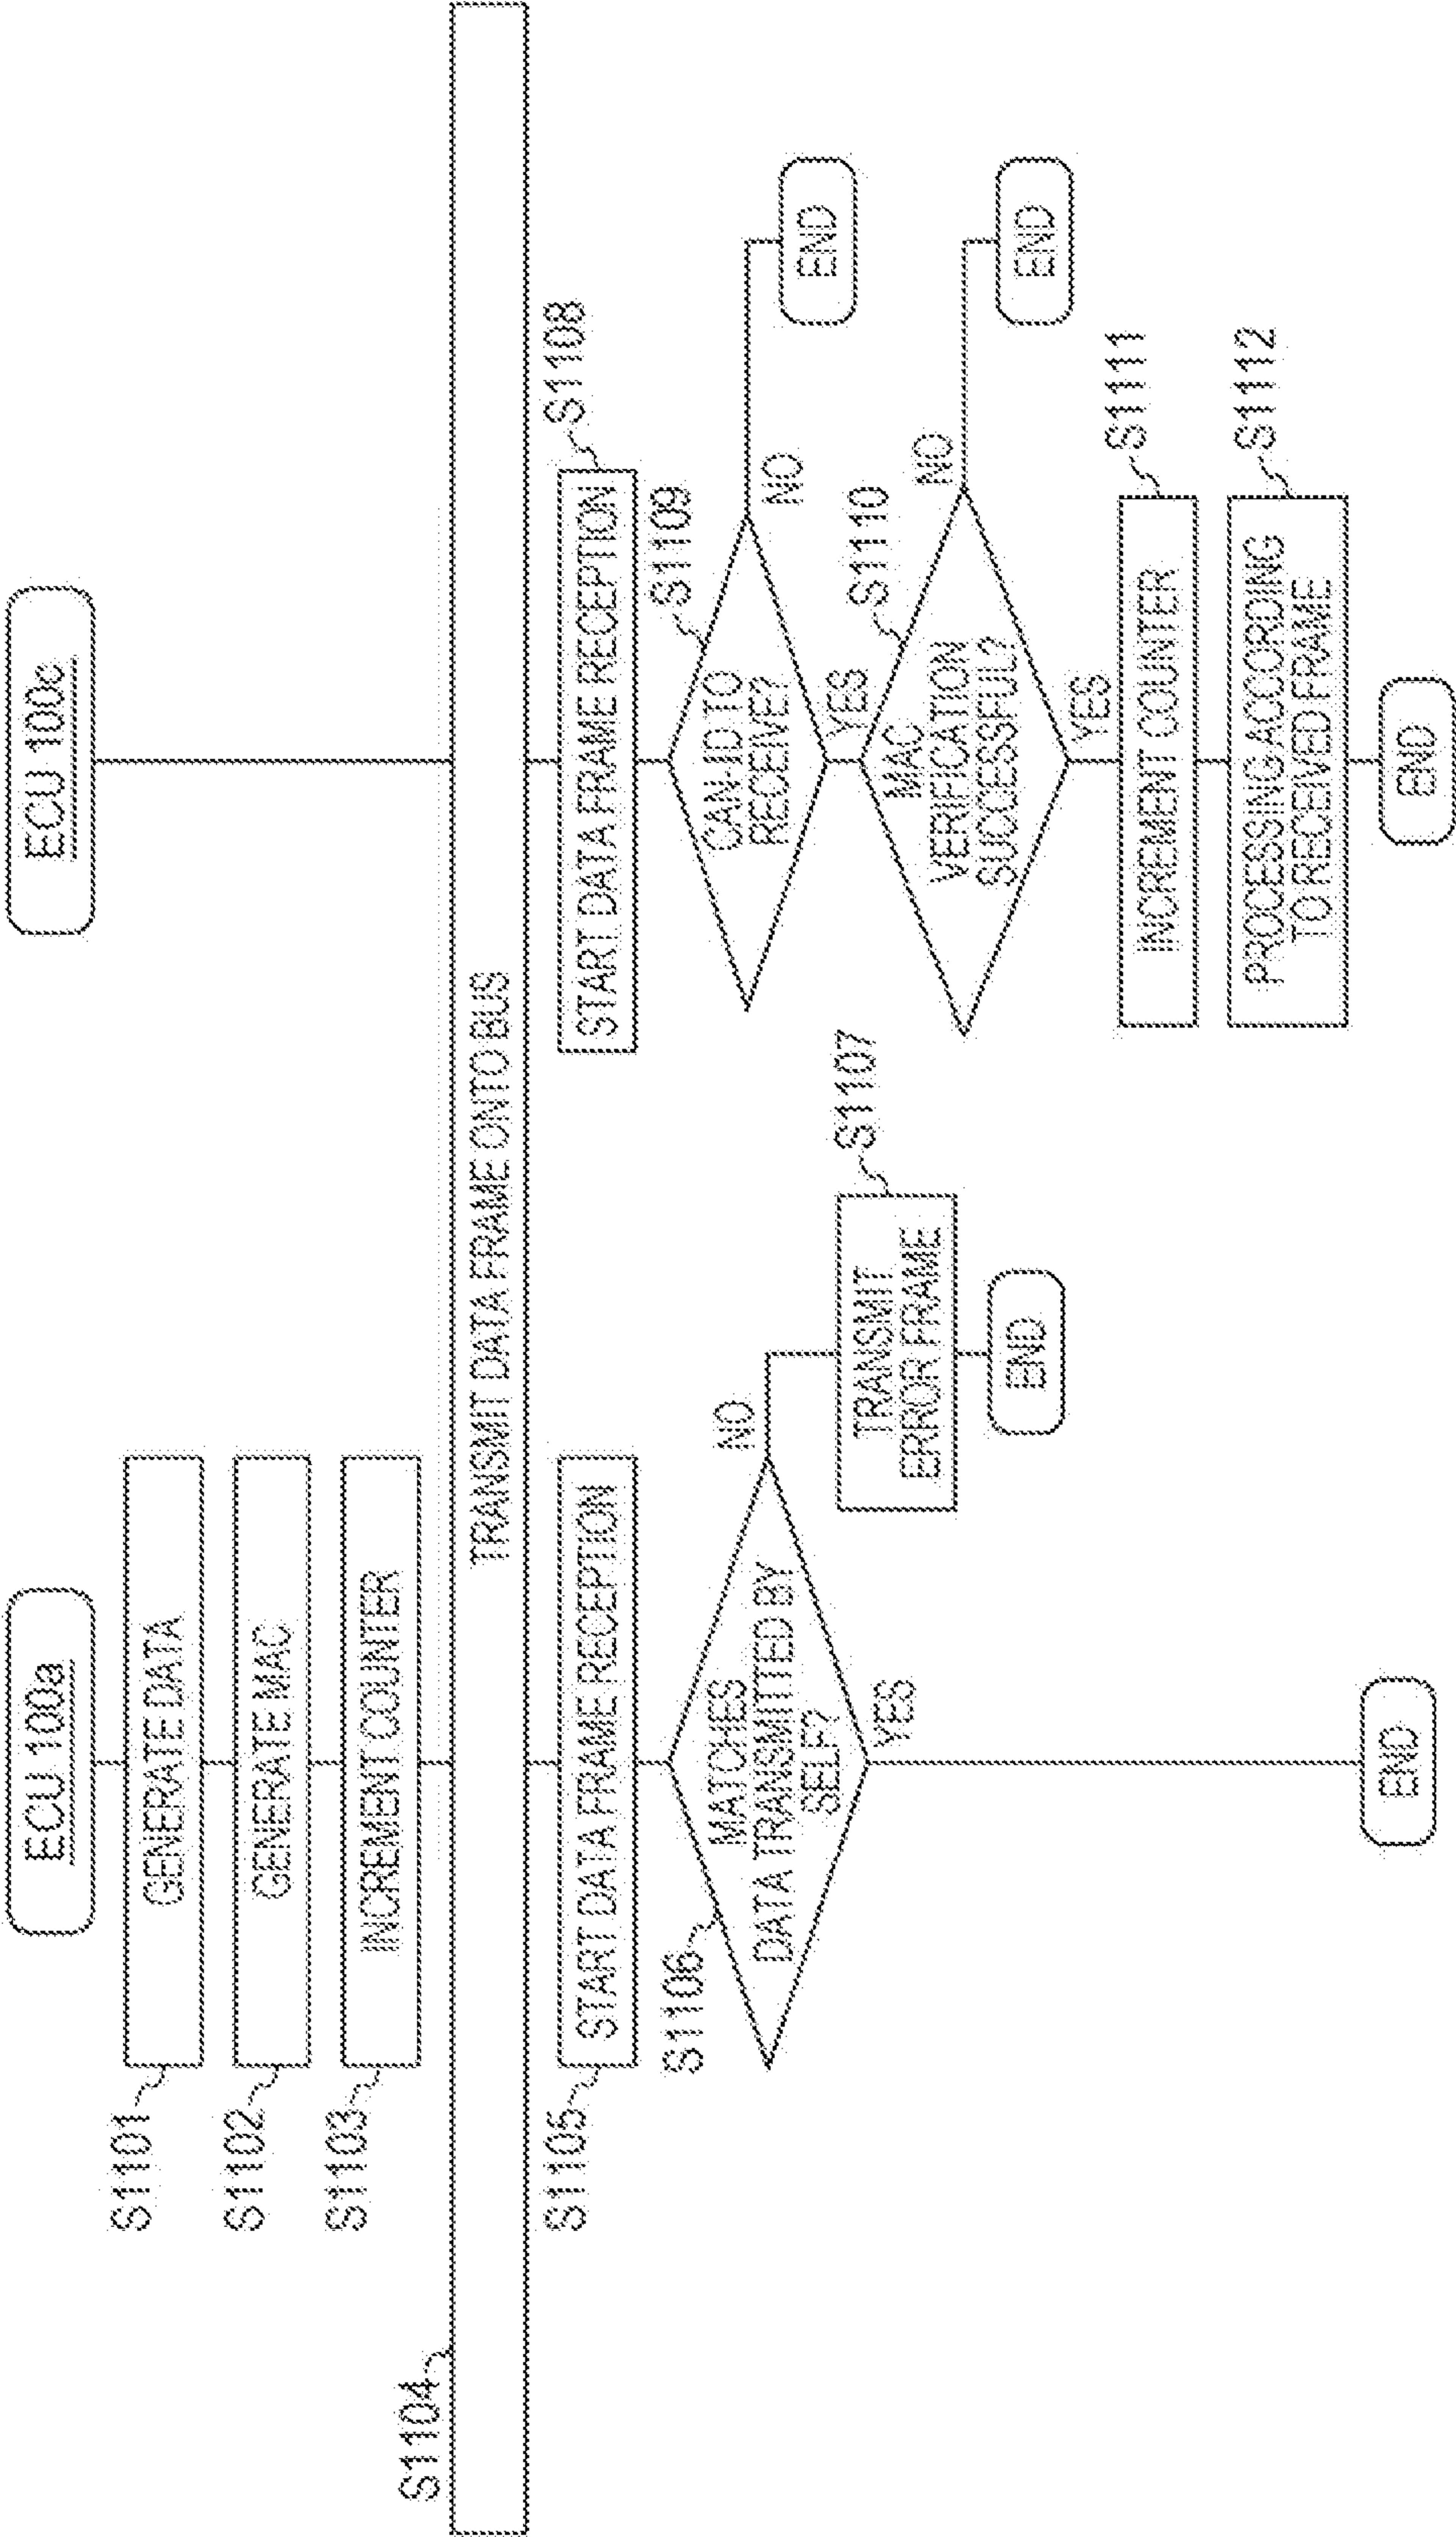 ECU 100a
S1101
GENERATE DATA
S1102
GENERATE MAC
S1103
INCREMENT COUNTER
ECU 100c
S1104
TRANSMIT DATA FRAME ONTO BUS
S1105
START DATA FRAME RECEPTION
S1106
MATCHES
DATA TRANSMITTED BY
SELF?
NO
YES
TRANSMIT
ERROR FRAME
S1107
END
END
START DATA FRAME RECEPTION
S1108
S1109
CAN-ID TO
RECEIVE?
NO
END
YES
S1110
MAC
VERIFICATION
SUCCESSFUL?
NO
END
YES
INCREMENT COUNTER
S1111
PROCESSING ACCORDING
TO RECEIVED FRAME
S1112
END